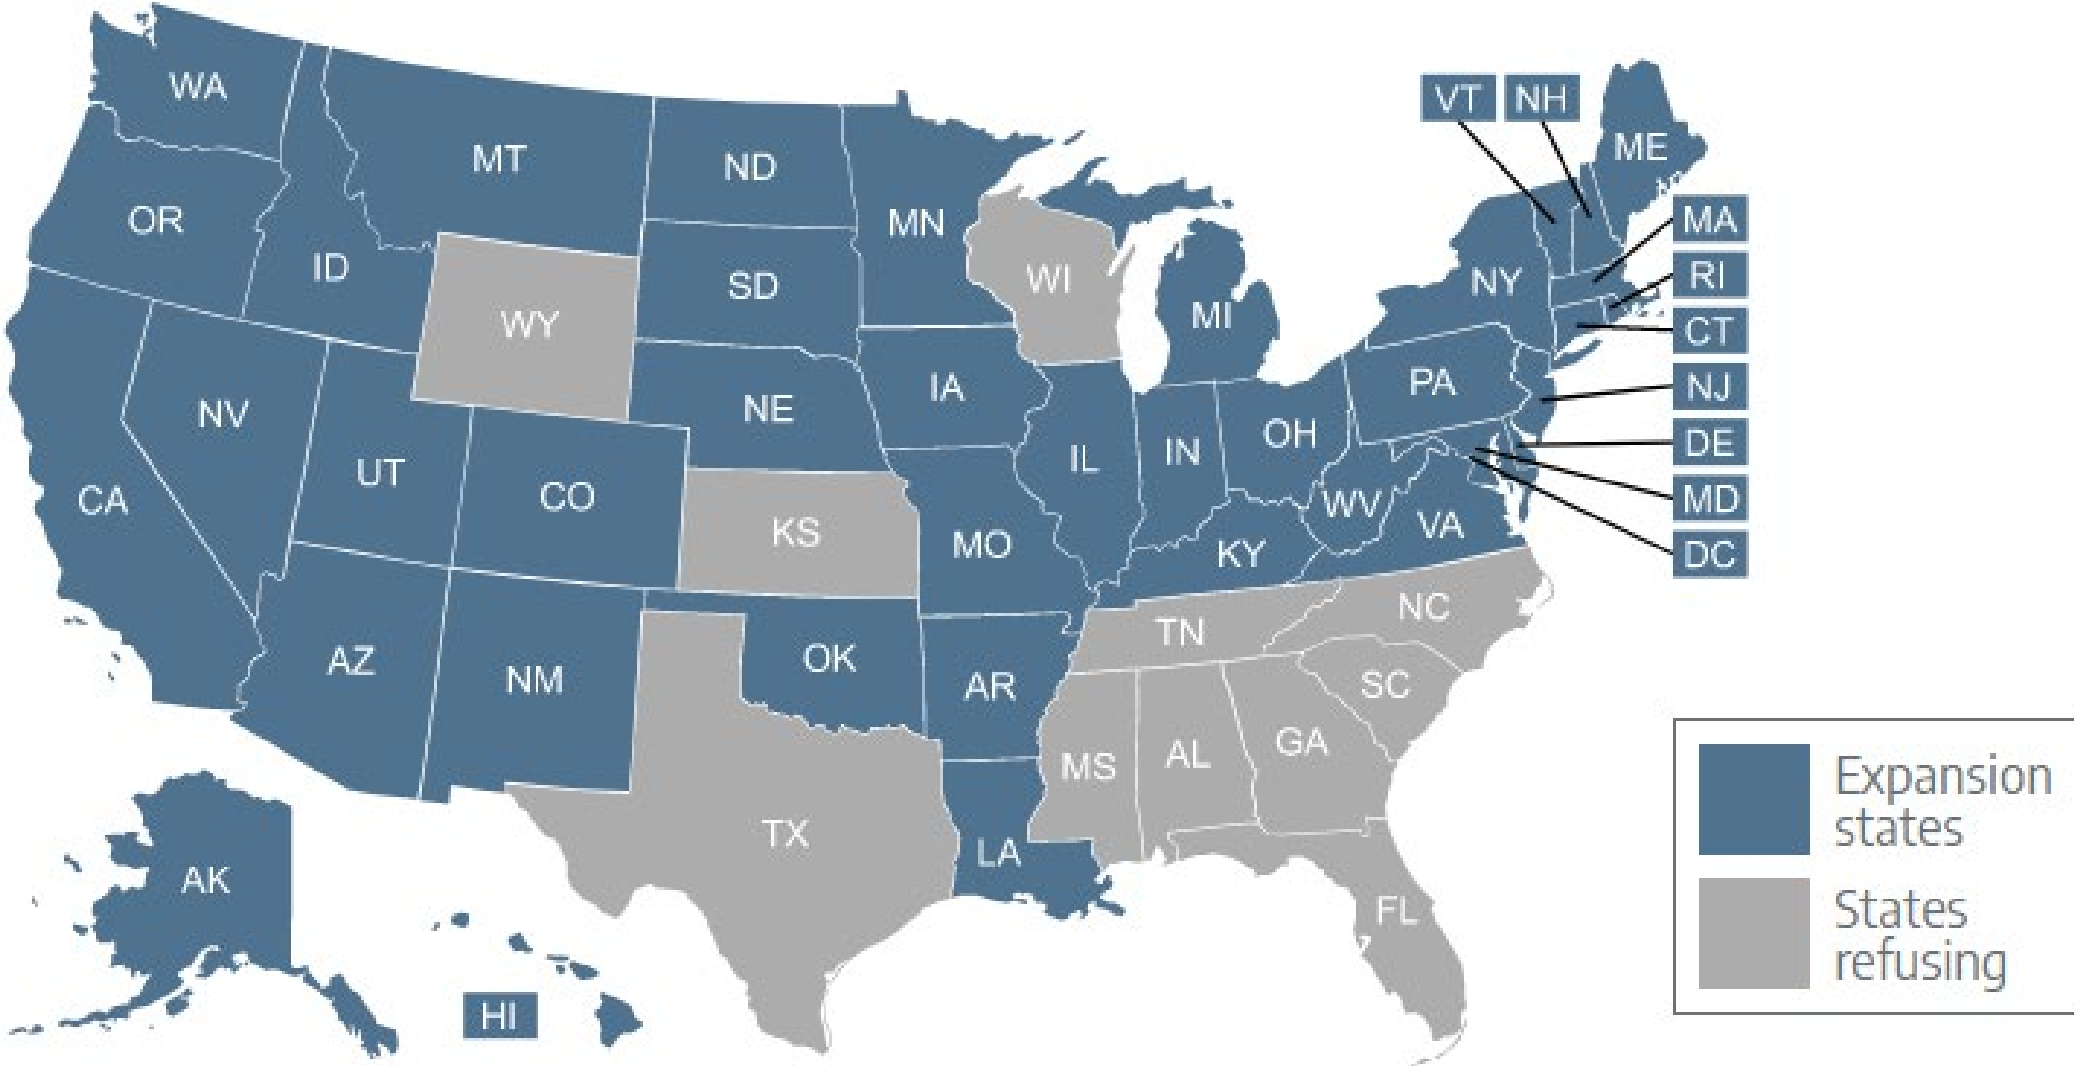 WA
MT
ND
MN
VT
NH
ME
OR
ID
WY
SD
WI
MI
NY
MA
RI
CT
NJ
DE
MD
DC
CA
NV
UT
CO
NE
IA
IL
IN
OH
PA
KS
MO
KY
WV
VA
AZ
NM
OK
AR
TN
NC
SC
TX
LA
MS
AL
GA
FL
AK
HI
Expansion
states
States
refusing